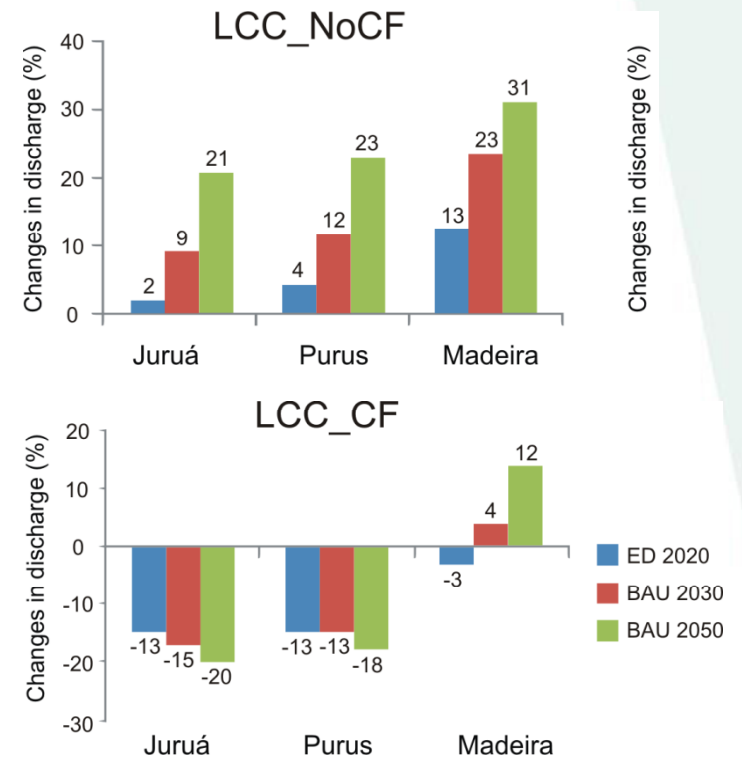 LCC_NoCF
Changes in discharge (%)
40
30
20
10
0
2
9
21
4
12
23
13
23
31
Juruá
Purus
Madeira
Changes in discharge (%)
LCC_CF
Changes in discharge (%)
20
10
0
-10
-20
-30
-13
-15
-20
-13
-13
-18
-3
4
12
Juruá
Purus
Madeira
ED 2020
BAU 2030
BAU 2050